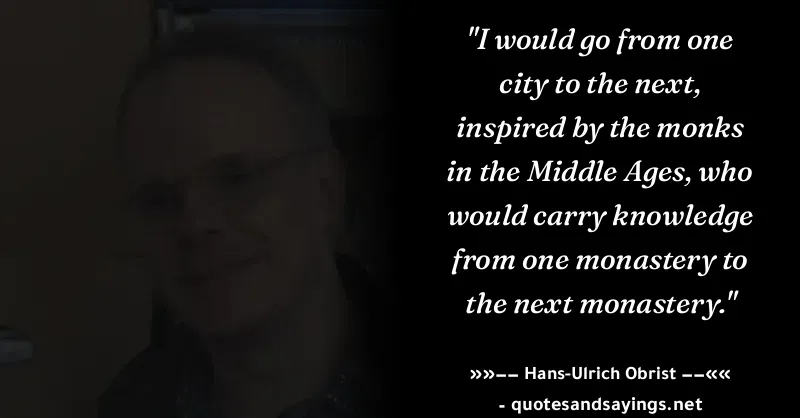 "I would go from one
city to the next,
inspired by the monks
in the Middle Ages, who
would carry knowledge
from one monastery to
the next monastery."
»»−− Hans-Ulrich Obrist −−««
- quotesandsayings.net